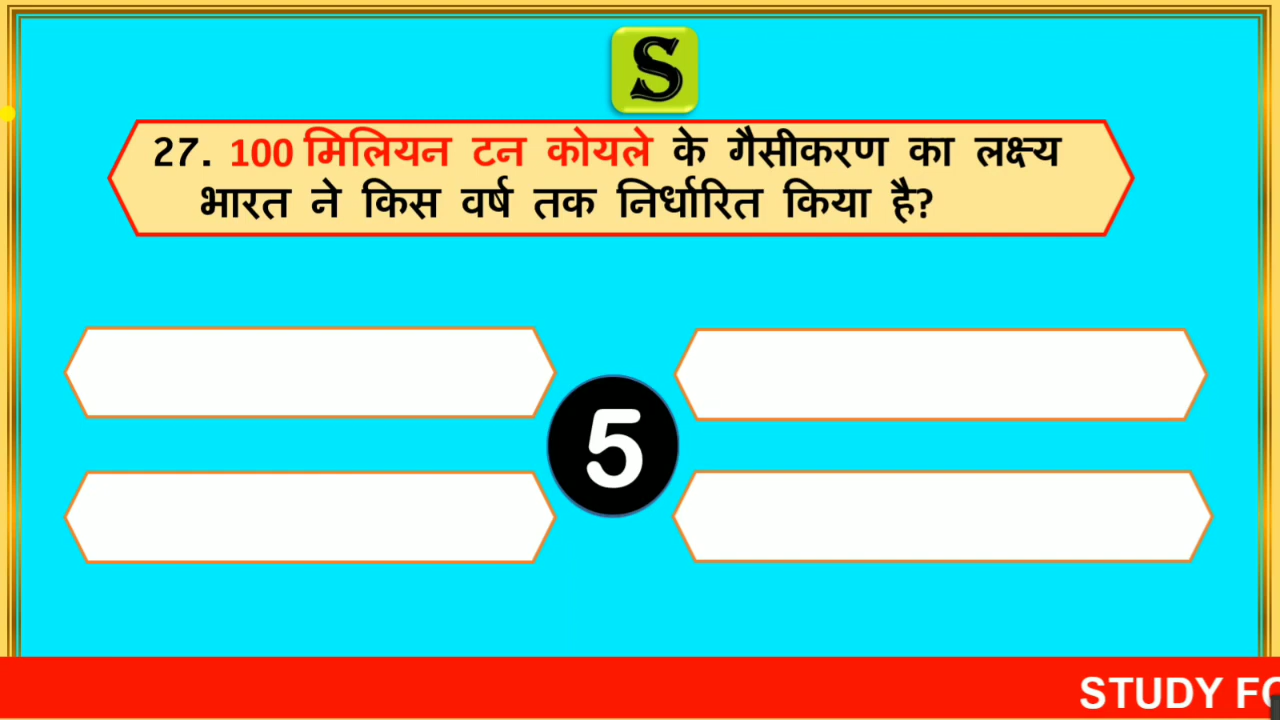 S
27. 100 मिलियन टन कोयले के गैसीकरण का लक्ष्य
भारत ने किस वर्ष तक निर्धारित किया है?
5
STUDY FO